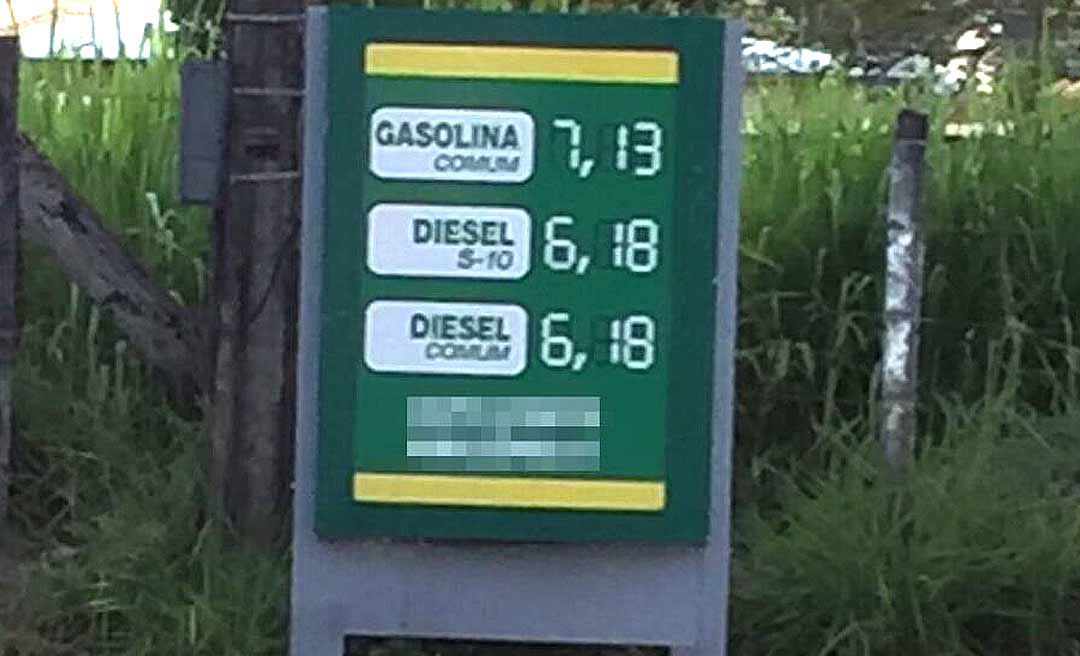 GASOLINA 7,13
COMUM
DIESEL 6,18
S-10
DIESEL 6,18
COMUM